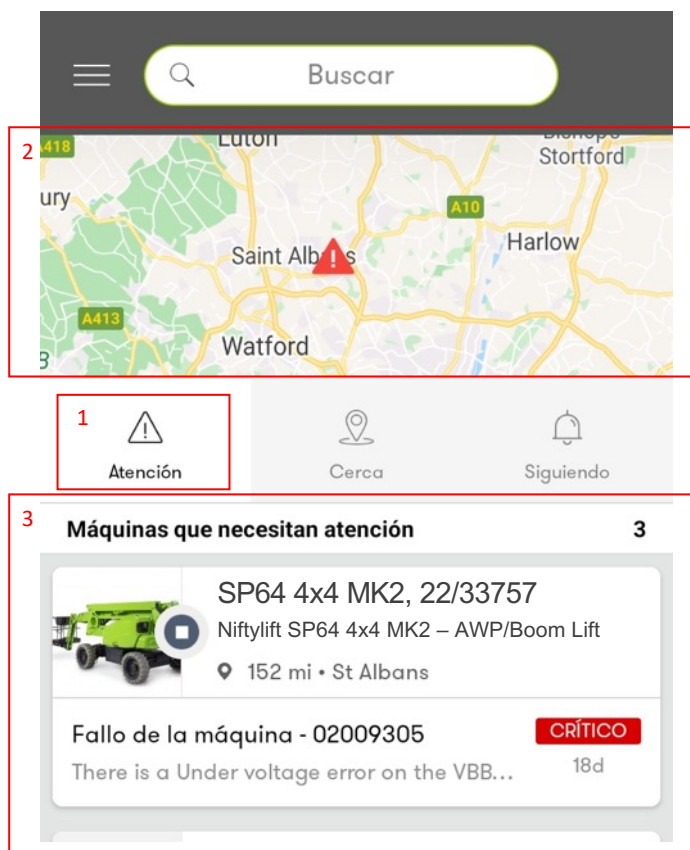 Buscar
2
A418
Luton
Bishops
Stortford
ury
A10
Saint Albans
Harlow
A413
Watford
3
1
Atención
Cerca
Siguiendo
3
Máquinas que necesitan atención 3
SP64 4x4 MK2, 22/33757
Niftylift SP64 4x4 MK2 – AWP/Boom Lift
152 mi • St Albans
Fallo de la máquina - 02009305 CRÍTICO
There is a Under voltage error on the VBB... 18d